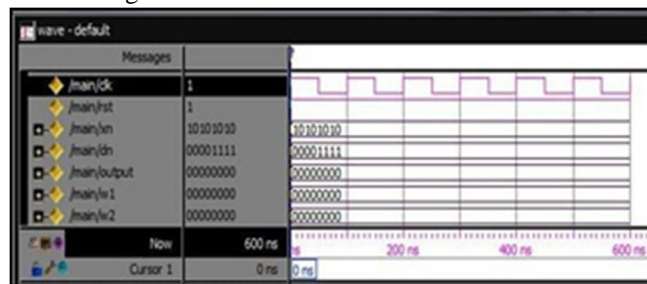 wave - default
Messages
/main/clk 1
/main/rst 1
/main/xn 10101010 10101010
/main/dn 00001111 00001111
/main/output 00000000 00000000
/main/w1 00000000 00000000
/main/w2 00000000 00000000
Now 600 ns 200 ns 400 ns 600 ns
Cursor 1 0 ns 0 ns